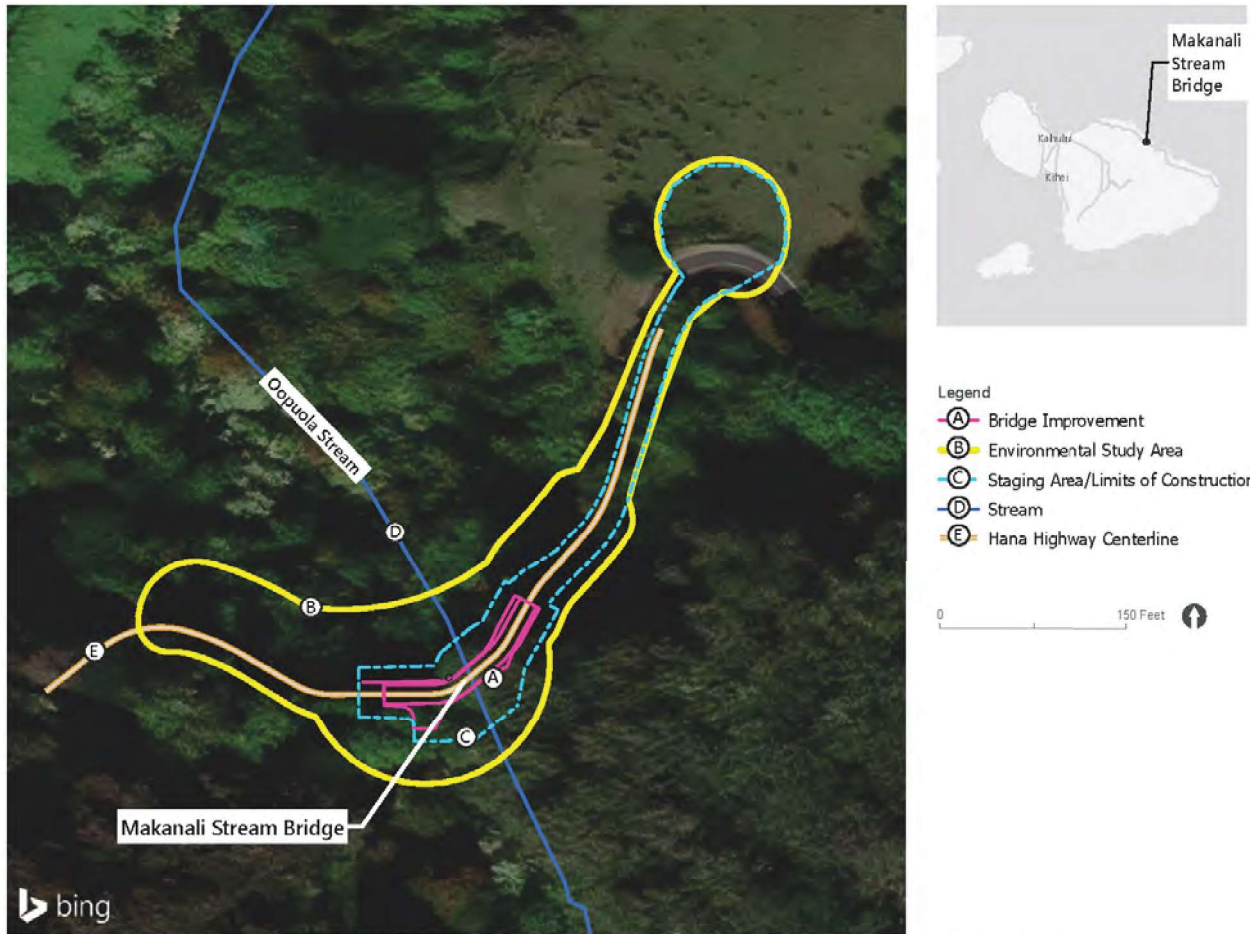 Oopuola Stream
D
B
E
A
C
Makanali Stream Bridge
bing
Makanali
Stream
Bridge
Kahului
Kihei
Legend
A Bridge Improvement
B Environmental Study Area
C Staging Area/Limits of Construction
D Stream
E Hana Highway Centerline
0 150 Feet